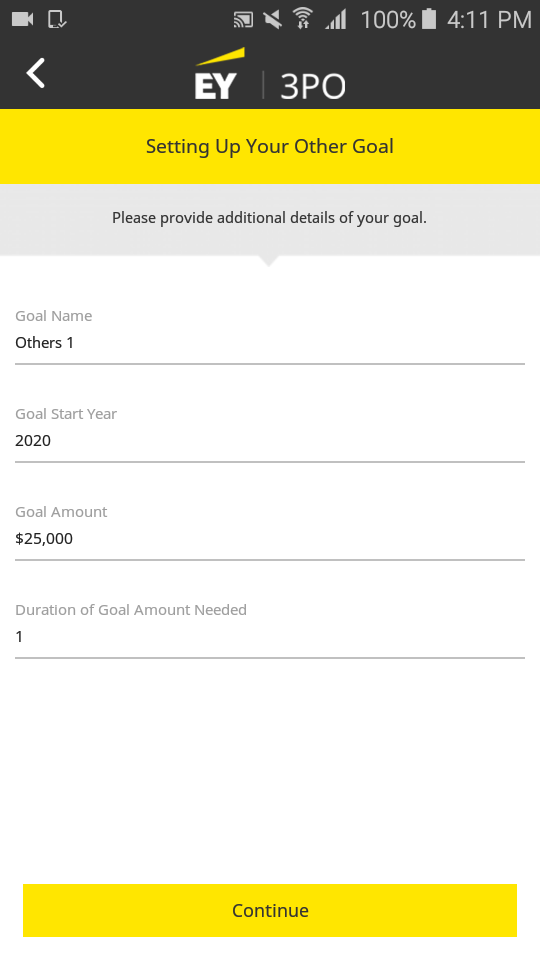 100% 4:11 PM
EY | 3PO
Setting Up Your Other Goal
Please provide additional details of your goal.
Goal Name
Others 1
Goal Start Year
2020
Goal Amount
$25,000
Duration of Goal Amount Needed
1
Continue